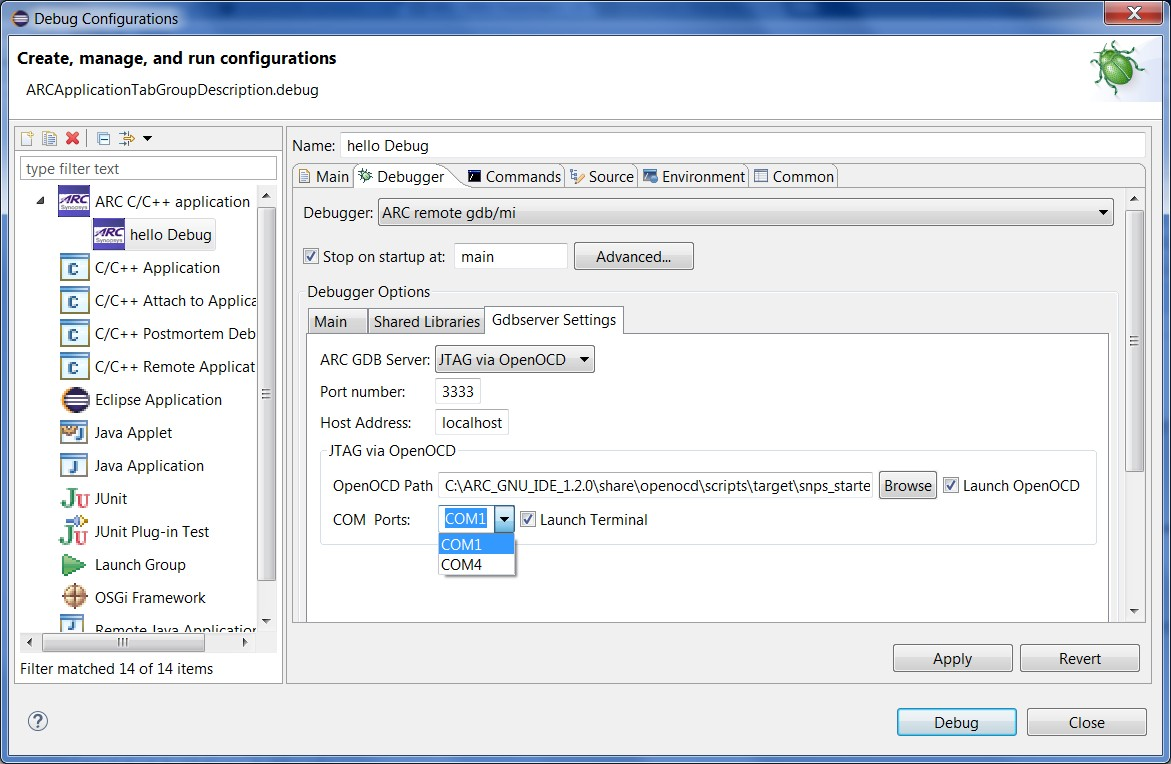 Debug Configurations
Create, manage, and run configurations
ARCApplicationTabGroupDescription.debug
type filter text
ARC C/C++ application
hello Debug
C/C++ Application
C/C++ Attach to Applica
C/C++ Postmortem Deb
C/C++ Remote Applicat
Eclipse Application
Java Applet
Java Application
JUnit
JUnit Plug-in Test
Launch Group
OSGi Framework
Remote Java Application
Filter matched 14 of 14 items
Name: hello Debug
Main Debugger Commands Source Environment Common
Debugger: ARC remote gdb/mi
Stop on startup at: main Advanced...
Debugger Options
Main Shared Libraries Gdbserver Settings
ARC GDB Server: JTAG via OpenOCD
Port number: 3333
Host Address: localhost
JTAG via OpenOCD
OpenOCD Path C:\ARC_GNU_IDE_1.2.0\share\openocd\scripts\target\snps_starte Browse Launch OpenOCD
COM Ports: COM1 Launch Terminal
COM1
COM4
Apply Revert
Debug Close